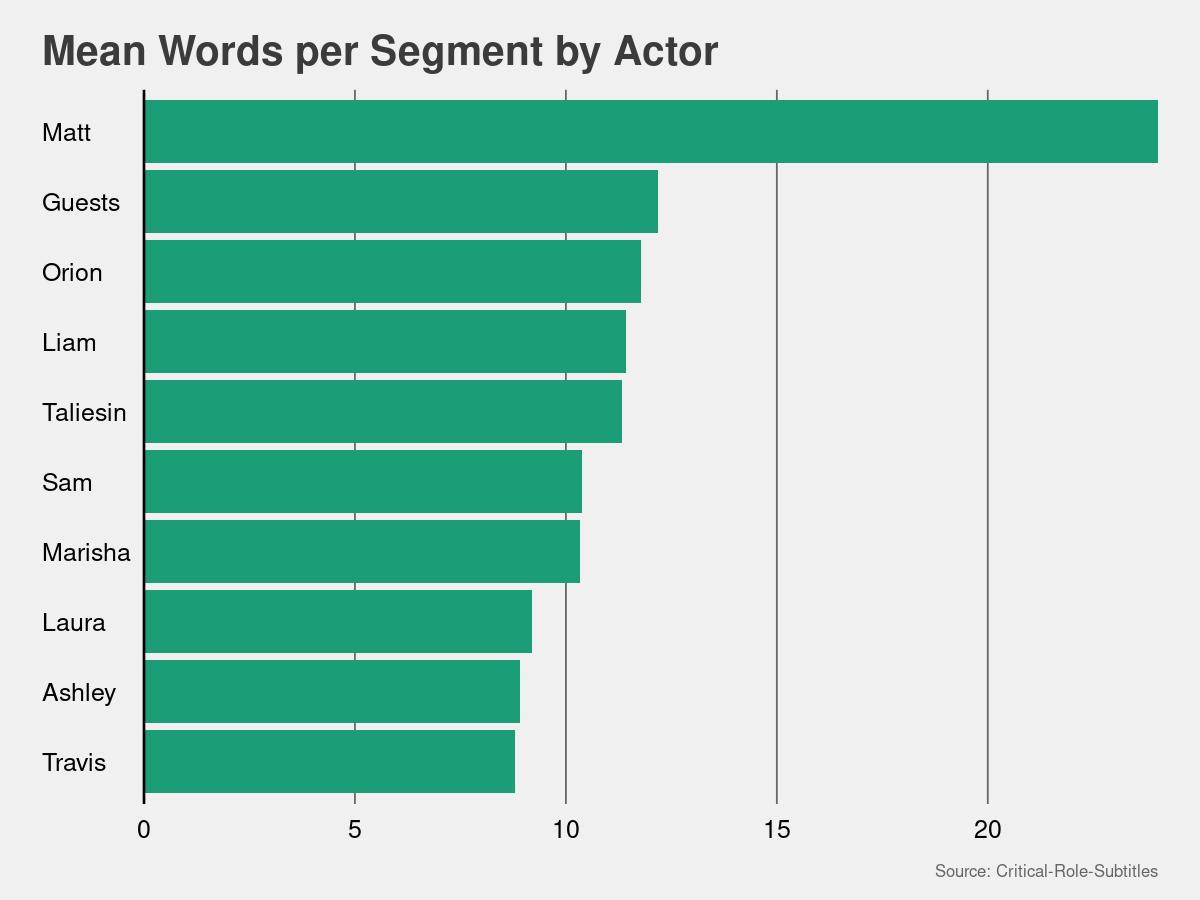 Mean Words per Segment by Actor
Matt
Guests
Orion
Liam
Taliesin
Sam
Marisha
Laura
Ashley
Travis
0 5 10 15 20
Source: Critical-Role-Subtitles